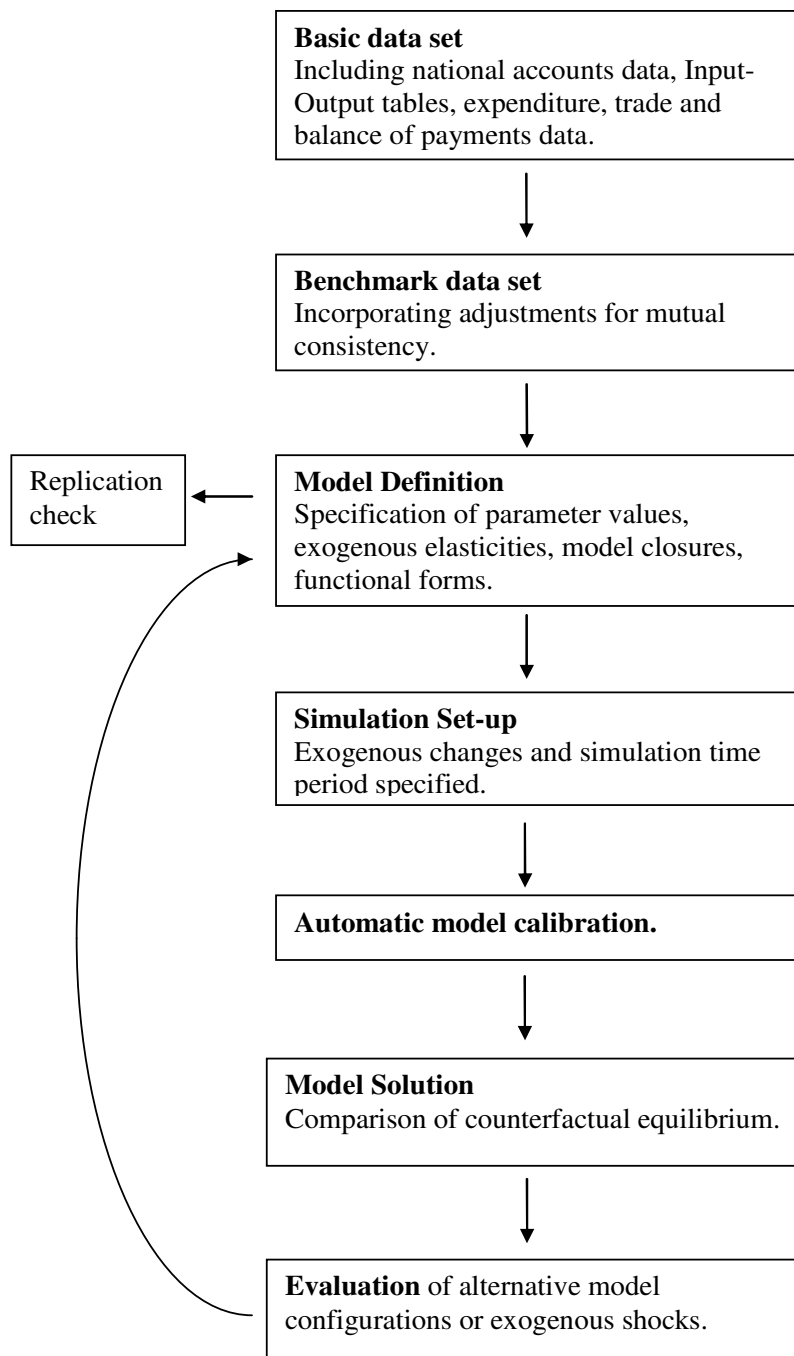 Basic data set
Including national accounts data, Input-
Output tables, expenditure, trade and
balance of payments data.
Benchmark data set
Incorporating adjustments for mutual
consistency.
Replication
check
Model Definition
Specification of parameter values,
exogenous elasticities, model closures,
functional forms.
Simulation Set-up
Exogenous changes and simulation time
period specified.
Automatic model calibration.
Model Solution
Comparison of counterfactual equilibrium.
Evaluation of alternative model
configurations or exogenous shocks.